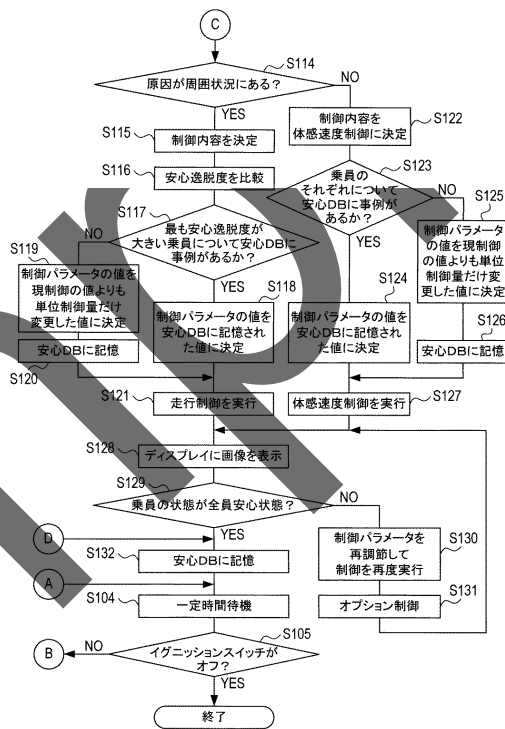 C
S114
原因が周囲状況にある?
NO
YES
S115
制御内容を決定
S122
制御内容を
体感速度制御に決定
S116
安心逸脱度を比較
S123
乗員の
それぞれについて
安心DBに事例が
あるか?
NO
YES
S117
最も安心逸脱度が
大きい乗員について安心DBに
事例があるか?
NO
YES
S119
制御パラメータの値を
現制御の値よりも
単位制御量だけ
変更した値に決定
S118
制御パラメータの値を
安心DBに記憶され
た値に決定
S124
制御パラメータの値を
安心DBに記憶され
た値に決定
S125
制御パラメータ
の値を現制御
の値よりも単位
制御量だけ変
更した値に決定
安心DBに記憶
S120
S126
安心DBに記憶
S121
走行制御を実行
体感速度制御を実行
S127
S128
ディスプレイに画像を表示
S129
乗員の状態が全員安心状態?
NO
YES
D
S132
安心DBに記憶
S130
制御パラメータを
再調節して
制御を再度実行
A
S104
一定時間待機
S131
オプション制御
S105
B
NO
イグニッションスイッチが
オフ?
YES
終了